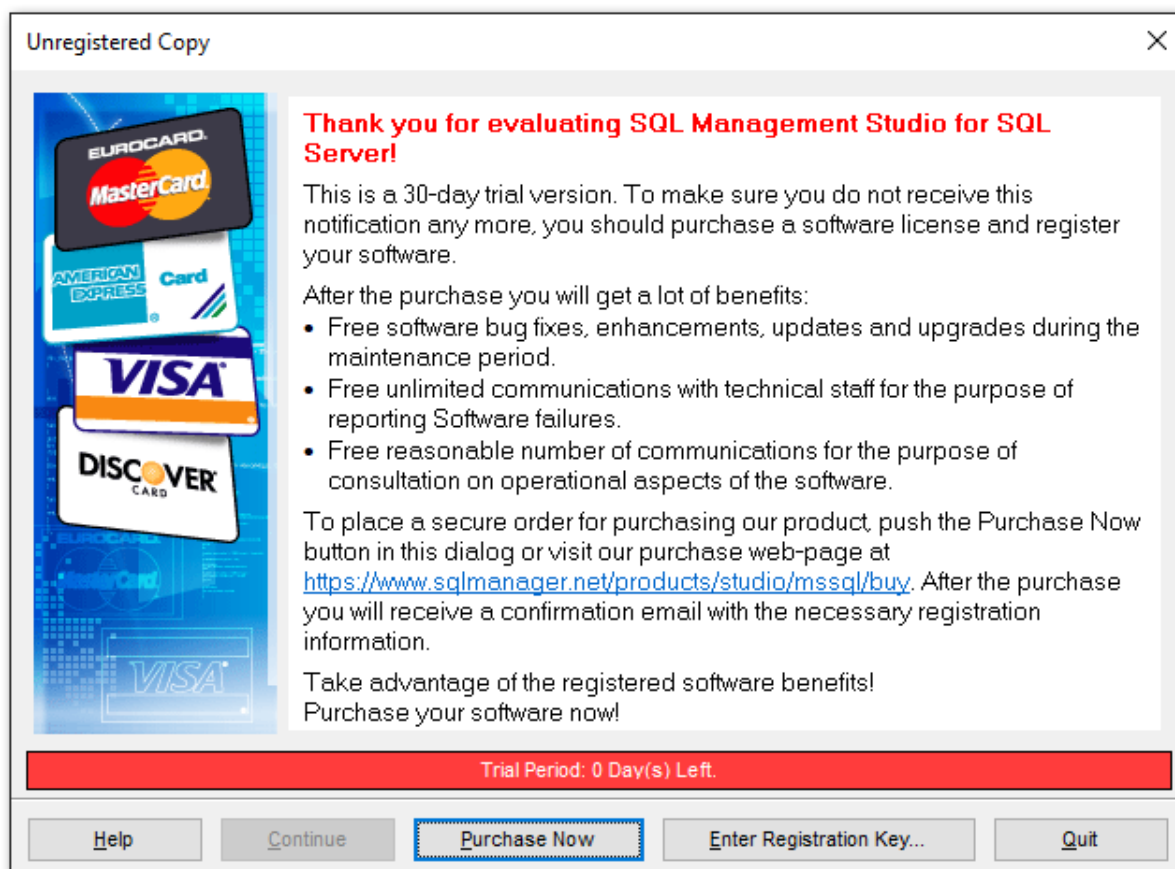 Unregistered Copy
EUROCARD.
MasterCard
AMERICAN
EXPRESS
Card
VISA
DISCOVER
CARD
EUROCARD
MasterCard
VISA
Thank you for evaluating SQL Management Studio for SQL
Server!
This is a 30-day trial version. To make sure you do not receive this
notification any more, you should purchase a software license and register
your software.
After the purchase you will get a lot of benefits:
• Free software bug fixes, enhancements, updates and upgrades during the
maintenance period.
• Free unlimited communications with technical staff for the purpose of
reporting Software failures.
• Free reasonable number of communications for the purpose of
consultation on operational aspects of the software.
To place a secure order for purchasing our product, push the Purchase Now
button in this dialog or visit our purchase web-page at
https://www.sqlmanager.net/products/studio/mssql/buy. After the purchase
you will receive a confirmation email with the necessary registration
information.
Take advantage of the registered software benefits!
Purchase your software now!
Trial Period: 0 Day(s) Left.
Help Continue Purchase Now Enter Registration Key... Quit